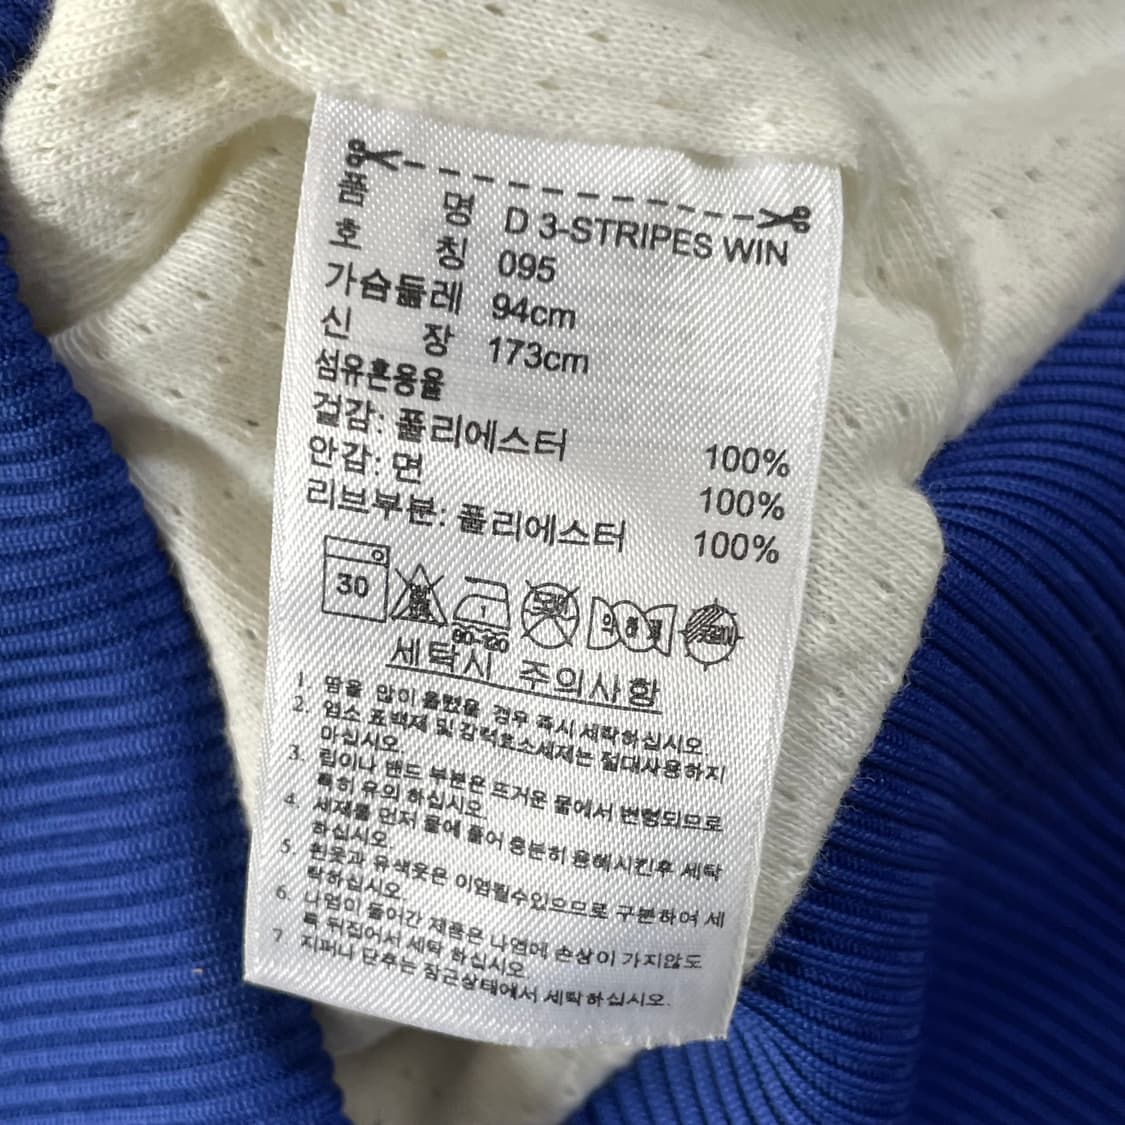 품 명 D 3-STRIPES WIN
호 칭 095
가슴둘레 94cm
신 장 173cm
섬유혼용율
겉감: 폴리에스터 100%
안감: 면 100%
리브부분: 폴리에스터 100%
30
80-120
세탁시 주의사항
1. 땀을 많이 흘렸을 경우 즉시 세탁하십시오
2. 염소 표백제 및 강력효소세제는 절대사용하지
마십시오
3. 립이나 밴드 부분은 뜨거운 물에서 변형되므로
특히 유의 하십시오.
4. 세제를 먼저 물에 풀어 충분히 용해시킨후 세탁
하십시오.
5. 흰옷과 유색옷은 이염될수있으므로 구분하여 세
탁하십시오.
6. 나염이 들어간 제품은 나염에 손상이 가지않도
록 뒤집어서 세탁 하십시오
7. 지퍼나 단추는 잠근상태에서 세탁하십시오.